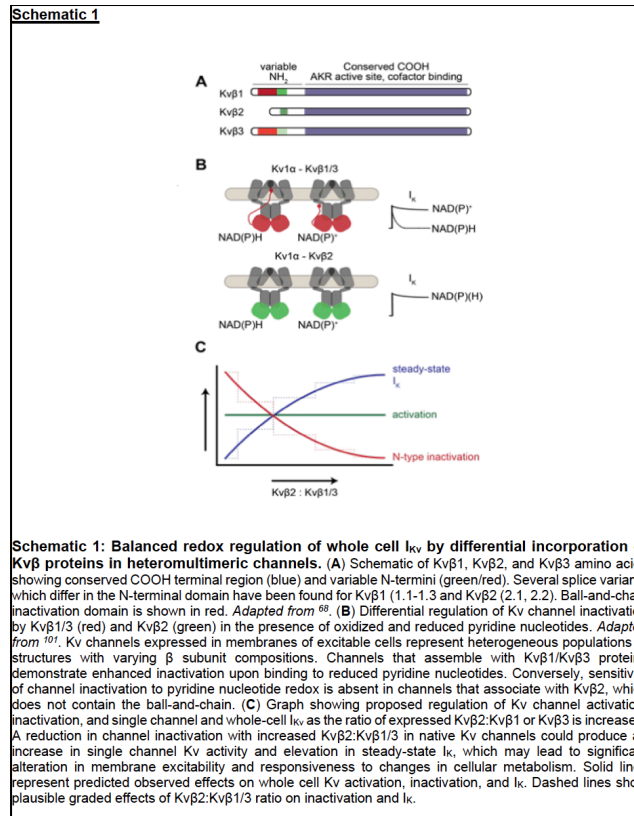 Schematic 1
variable
NH2
Conserved COOH
AKR active site, cofactor binding
A
Kvβ1
Kvβ2
Kvβ3
B
Kv1α - Kvβ1/3
IK
NAD(P)+
NAD(P)H
NAD(P)H
NAD(P)+
Kv1α - Kvβ2
IK
NAD(P)(H)
NAD(P)H
NAD(P)+
C
steady-state
IK
activation
N-type inactivation
Kvβ2 : Kvβ1/3
Schematic 1: Balanced redox regulation of whole cell IKv by differential incorporation
Kvβ proteins in heteromultimeric channels. (A) Schematic of Kvβ1, Kvβ2, and Kvβ3 amino acid
showing conserved COOH terminal region (blue) and variable N-termini (green/red). Several splice varian
which differ in the N-terminal domain have been found for Kvβ1 (1.1-1.3 and Kvβ2 (2.1, 2.2). Ball-and-cha
inactivation domain is shown in red. Adapted from 68. (B) Differential regulation of Kv channel inactivati
by Kvβ1/3 (red) and Kvβ2 (green) in the presence of oxidized and reduced pyridine nucleotides. Adapte
from 101. Kv channels expressed in membranes of excitable cells represent heterogeneous populations
structures with varying β subunit compositions. Channels that assemble with Kvβ1/Kvβ3 protein
demonstrate enhanced inactivation upon binding to reduced pyridine nucleotides. Conversely, sensitivi
of channel inactivation to pyridine nucleotide redox is absent in channels that associate with Kvβ2, whi
does not contain the ball-and-chain. (C) Graph showing proposed regulation of Kv channel activatio
inactivation, and single channel and whole-cell IKv as the ratio of expressed Kvβ2:Kvβ1 or Kvβ3 is increase
A reduction in channel inactivation with increased Kvβ2:Kvβ1/3 in native Kv channels could produce a
increase in single channel Kv activity and elevation in steady-state IK, which may lead to significa
alteration in membrane excitability and responsiveness to changes in cellular metabolism. Solid line
represent predicted observed effects on whole cell Kv activation, inactivation, and IK. Dashed lines sho
plausible graded effects of Kvβ2:Kvβ1/3 ratio on inactivation and IK.